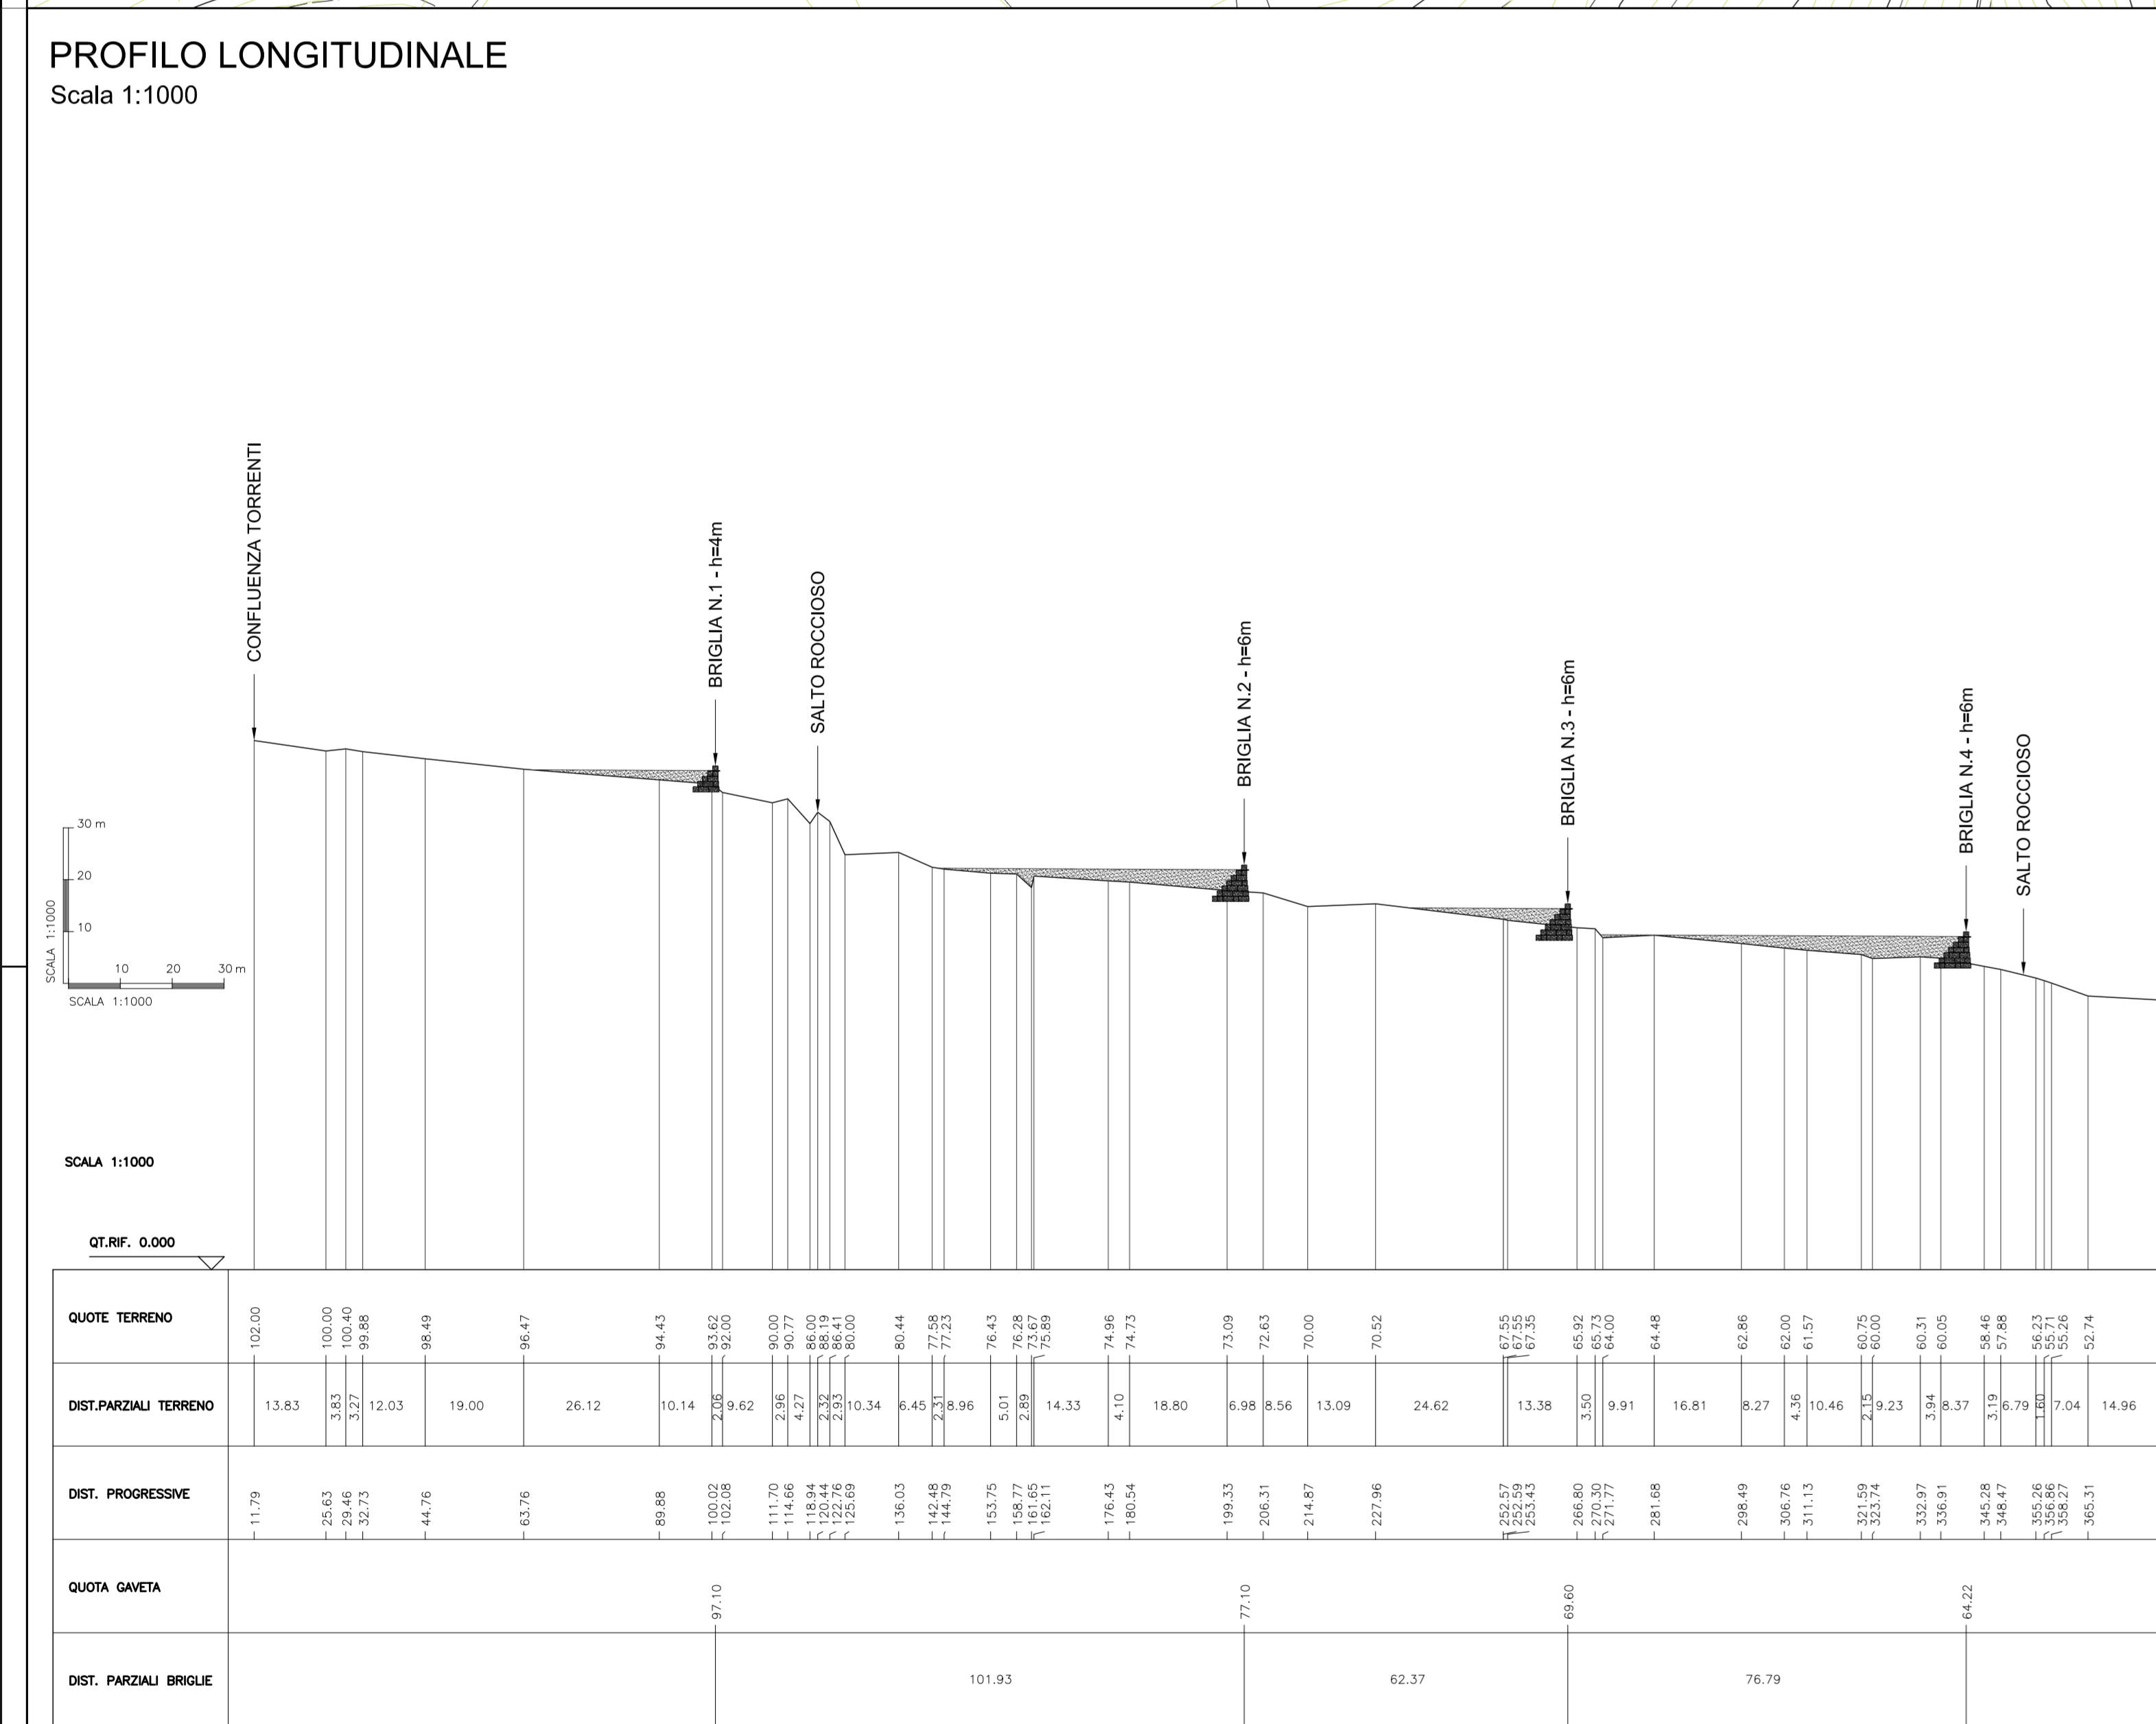 PROFILO LONGITUDINALE
Scala 1:1000
CONFLUENZA TORRENTI
BRIGLIA N.1 - h=4m
SALTO ROCCIOSO
BRIGLIA N.2 - h=6m
BRIGLIA N.3 - h=6m
BRIGLIA N.4 - h=6m
SALTO ROCCIOSO
30 m
20
10
SCALA 1:1000
10 20 30 m
SCALA 1:1000
SCALA 1:1000
QT.RIF. 0.000
QUOTE TERRENO
102.00 100.00 100.40 99.88 98.49 96.47 94.43 93.62 92.00 90.00 90.77 86.00 88.19 86.41 80.00 80.44 77.58 77.23 76.43 76.28 73.67 75.89 74.96 74.73 73.09 72.63 70.00 70.52 67.55 67.55 67.35 65.92 65.73 64.00 64.48 62.86 62.00 61.57 60.75 60.00 60.31 60.05 58.46 57.88 56.23 55.71 55.26 52.74
DIST.PARZIALI TERRENO
13.83 3.83 3.27 12.03 19.00 26.12 10.14 2.06 9.62 2.96 4.27 2.32 2.93 10.34 6.45 2.31 8.96 5.01 2.89 14.33 4.10 18.80 6.98 8.56 13.09 24.62 13.38 3.50 9.91 16.81 8.27 4.36 10.46 2.15 9.23 3.94 8.37 3.19 6.79 1.60 7.04 14.96
DIST. PROGRESSIVE
11.79 25.63 29.46 32.73 44.76 63.76 89.88 100.02 102.08 111.70 114.66 118.94 120.44 122.76 125.69 136.03 142.48 144.79 153.75 158.77 161.65 162.11 176.43 180.54 199.33 206.31 214.87 227.96 252.57 252.59 253.43 266.80 270.30 271.77 281.68 298.49 306.76 311.13 321.59 323.74 332.97 336.91 345.28 348.47 355.26 356.86 358.27 365.31
QUOTA GAVETA
97.10 77.10 69.60 64.22
DIST. PARZIALI BRIGLIE
101.93 62.37 76.79